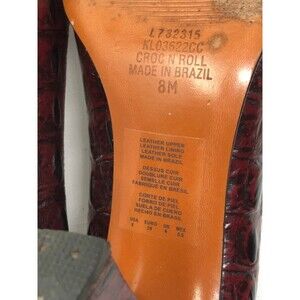 L732315
KL03622CC
CROC N ROLL
MADE IN BRAZIL
8M
LEATHER UPPER
LEATHER LINING
LEATHER SOLE
MADE IN BRAZIL
DESSUS CUIR
DOUBLURE CUIR
SEMELLE CUIR
FABRIQUÉ EN BRESIL
CORTE DE PIEL
FORRO DE PIEL
SUELA DE CUERO
HECHO EN BRASIL
USA EURO UK MEX